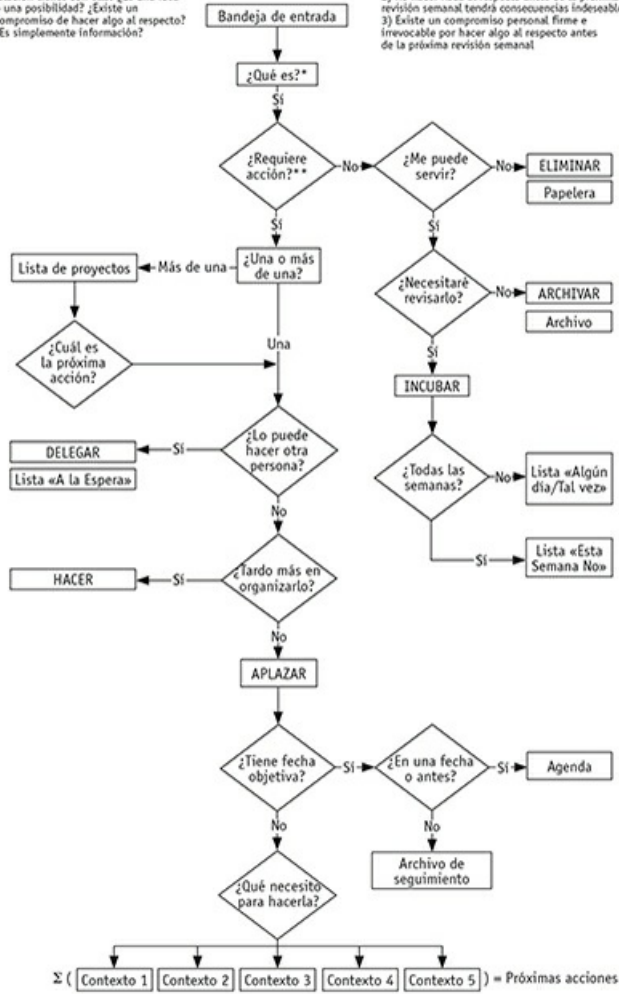 o una posibilidad? ¿Existe un
compromiso de hacer algo al respecto?
¿Es simplemente información?
revisión semanal tendrá consecuencias indeseables
3) Existe un compromiso personal firme e
irrevocable por hacer algo al respecto antes
de la próxima revisión semanal
Bandeja de entrada
¿Qué es?*
Sí
¿Requiere
acción?**
No
¿Me puede
servir?
No
ELIMINAR
Papelera
Sí
Sí
Lista de proyectos
Más de una
¿Una o más
de una?
¿Necesitaré
revisarlo?
No
ARCHIVAR
Archivo
¿Cuál es
la próxima
acción?
Una
Sí
INCUBAR
DELEGAR
Lista «A la Espera»
Sí
¿Lo puede
hacer otra
persona?
¿Todas las
semanas?
No
Lista «Algún
día/Tal vez»
No
Sí
Lista «Esta
Semana No»
HACER
Sí
¿Tardo más en
organizarlo?
No
APLAZAR
¿Tiene fecha
objetiva?
Sí
¿En una fecha
o antes?
Sí
Agenda
No
No
Archivo de
seguimiento
¿Qué necesito
para hacerla?
Σ ( Contexto 1 Contexto 2 Contexto 3 Contexto 4 Contexto 5 ) = Próximas acciones